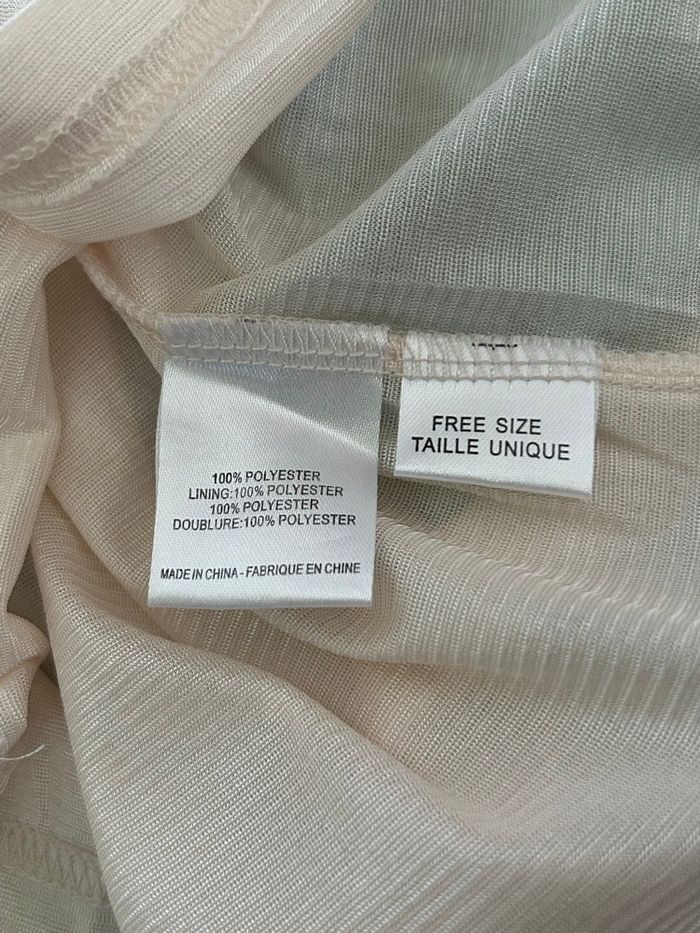 100% POLYESTER
LINING:100% POLYESTER
100% POLYESTER
DOUBLURE:100% POLYESTER
MADE IN CHINA - FABRIQUE EN CHINE
FREE SIZE
TAILLE UNIQUE